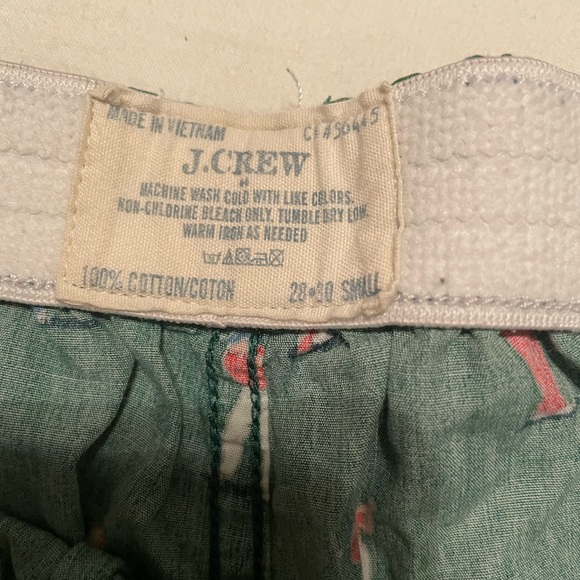 MADE IN VIETNAM
J.CREW
MACHINE WASH COLD WITH LIKE COLORS.
NON-CHLORINE BLEACH ONLY. TUMBLE DRY LOW.
WARM IRON AS NEEDED
100% COTTON/COTON 28•30 SMALL